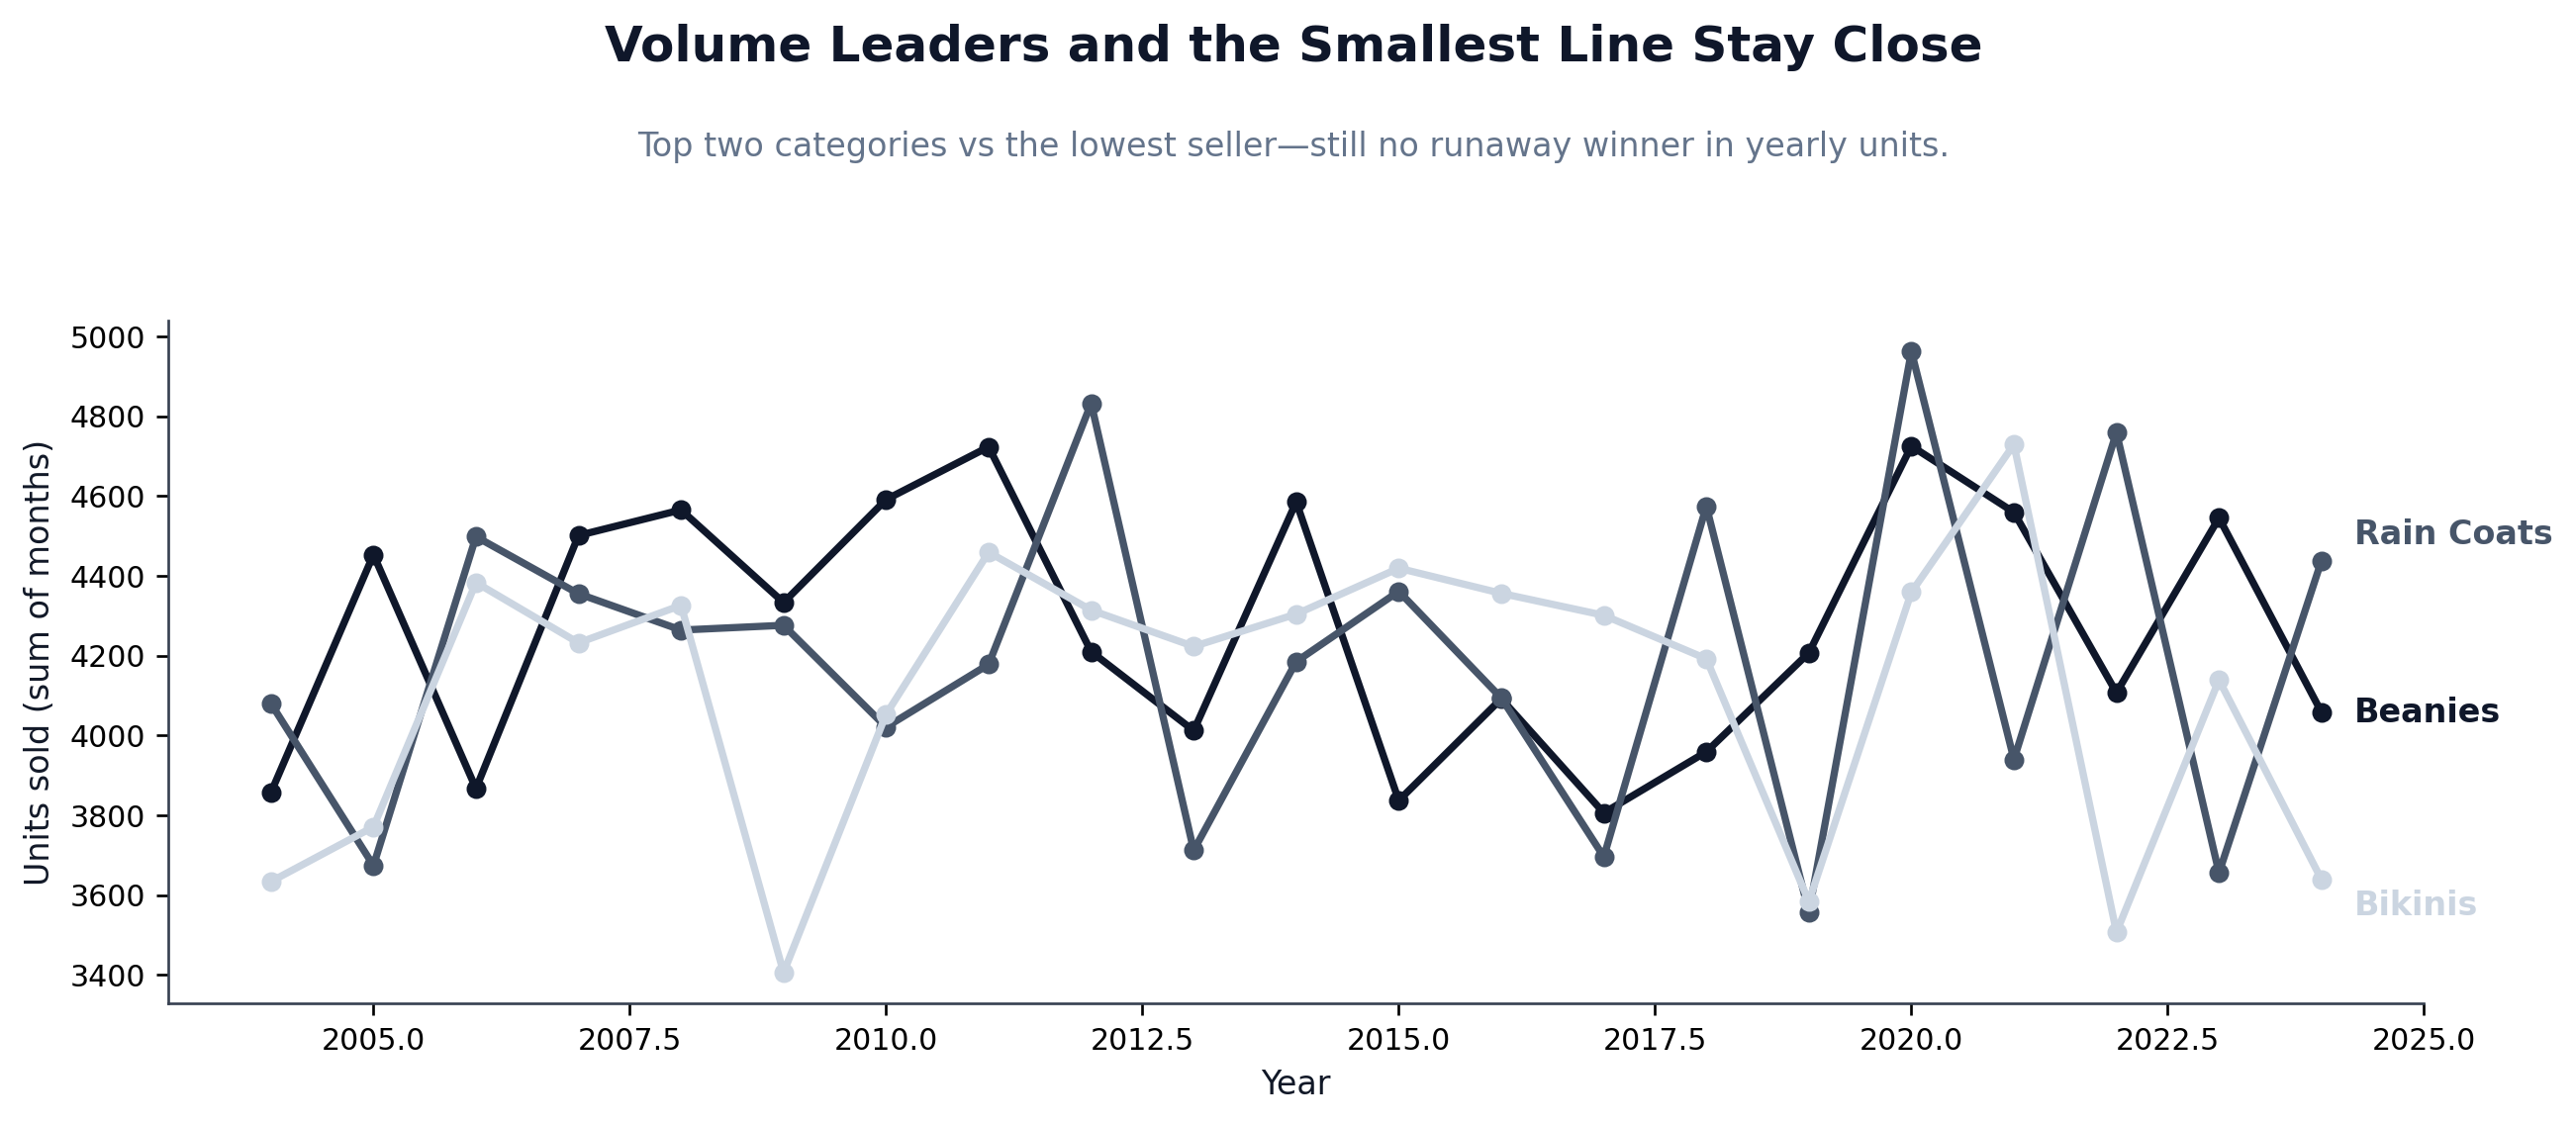 Volume Leaders and the Smallest Line Stay Close
Top two categories vs the lowest seller—still no runaway winner in yearly units.
Units sold (sum of months)
5000
4800
4600
4400
4200
4000
3800
3600
3400
Rain Coats
Beanies
Bikinis
2005.0 2007.5 2010.0 2012.5 2015.0 2017.5 2020.0 2022.5 2025.0
Year